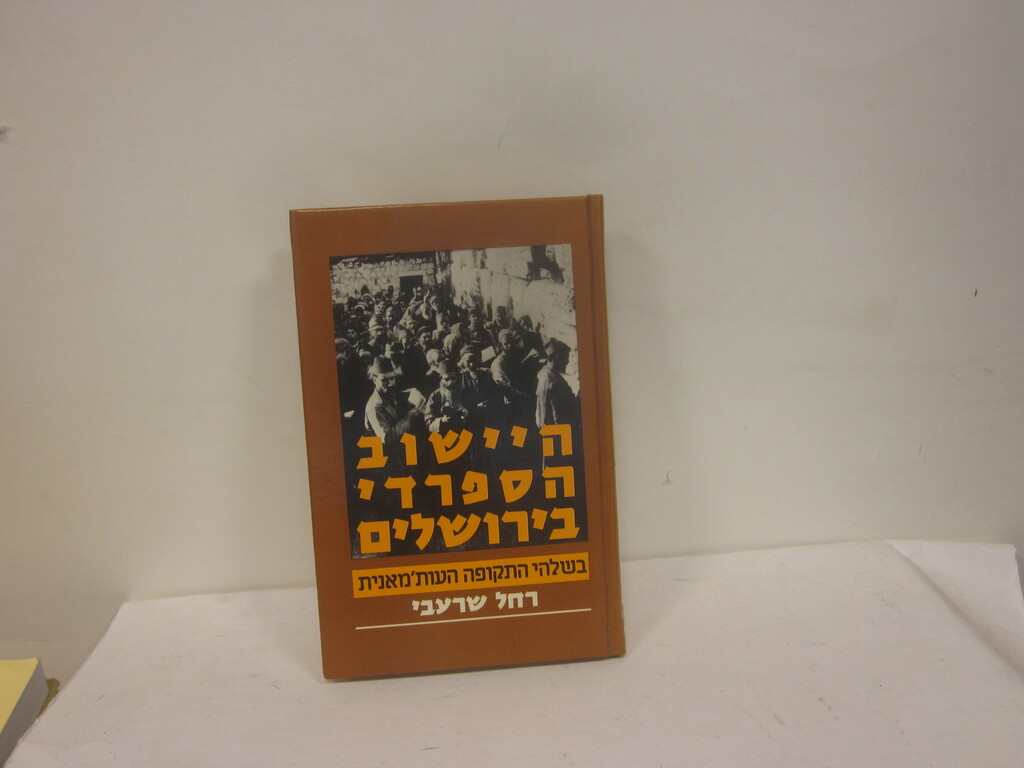 היישוב
הספרדי
בירושלים
בשלהי התקופה העות'מאנית
רחל שרעבי